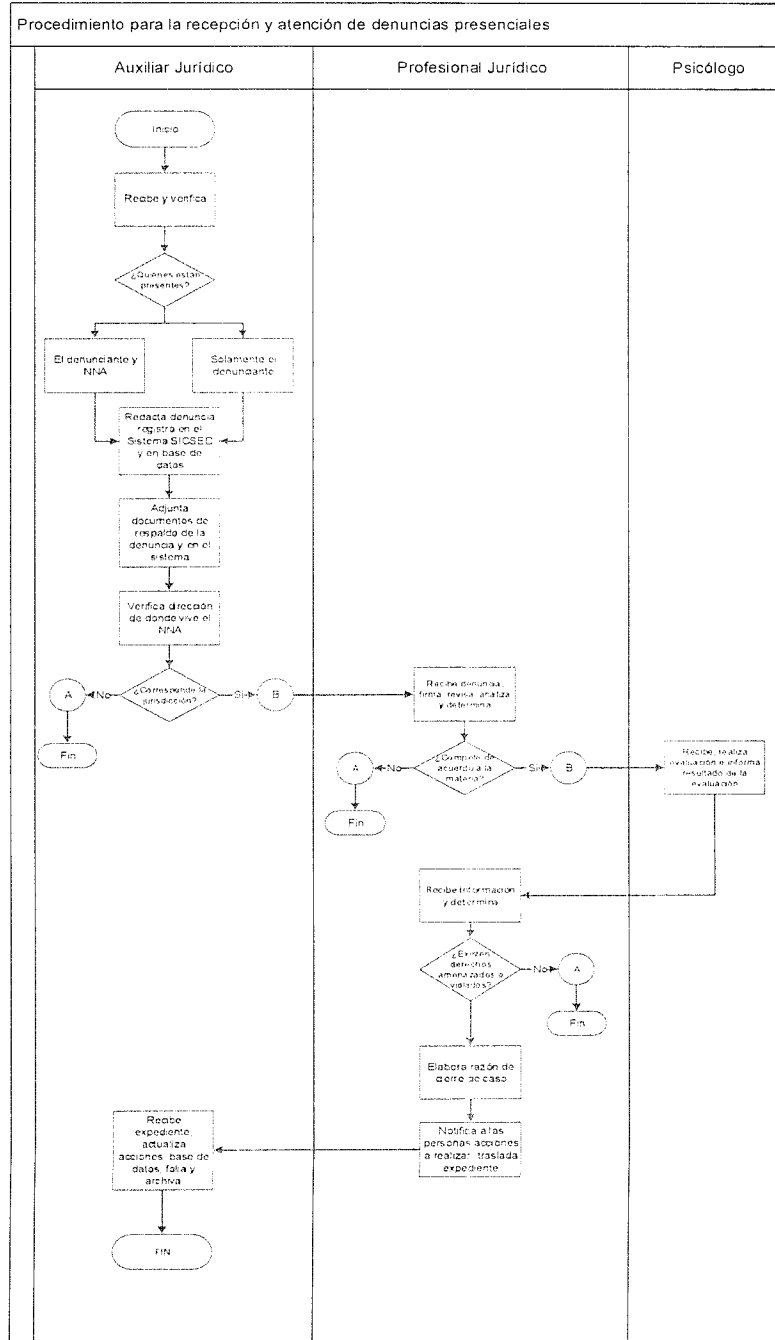 Procedimiento para la recepción y atención de denuncias presenciales
Auxiliar Jurídico
Profesional Jurídico
Psicólogo
Inicio
Recibe y verifica
¿Quiénes están
presentes?
El denunciante y
NNA
Solamente el
denunciante
Redacta denuncia
registra en el
Sistema SICSEC
y en base de
datos
Adjunta
documentos de
respaldo de la
denuncia y en el
sistema
Verifica dirección
de donde vive el
NNA
¿Corresponde la
jurisdicción?
No
A
Fin
Si
B
Recibe denuncia,
firma, revisa, analiza
y determina
¿Compete de
acuerdo a la
materia?
No
A
Fin
Si
B
Recibe, realiza
evaluación e informa
resultado de la
evaluación
Recibe información
y determina
¿Existen
derechos
amenazados o
violados?
No
A
Fin
Elabora razón de
cierre de caso
Notifica a las
personas acciones
a realizar, traslada
expediente
Recibe
expediente,
actualiza
acciones, base de
datos, folia y
archiva
FIN